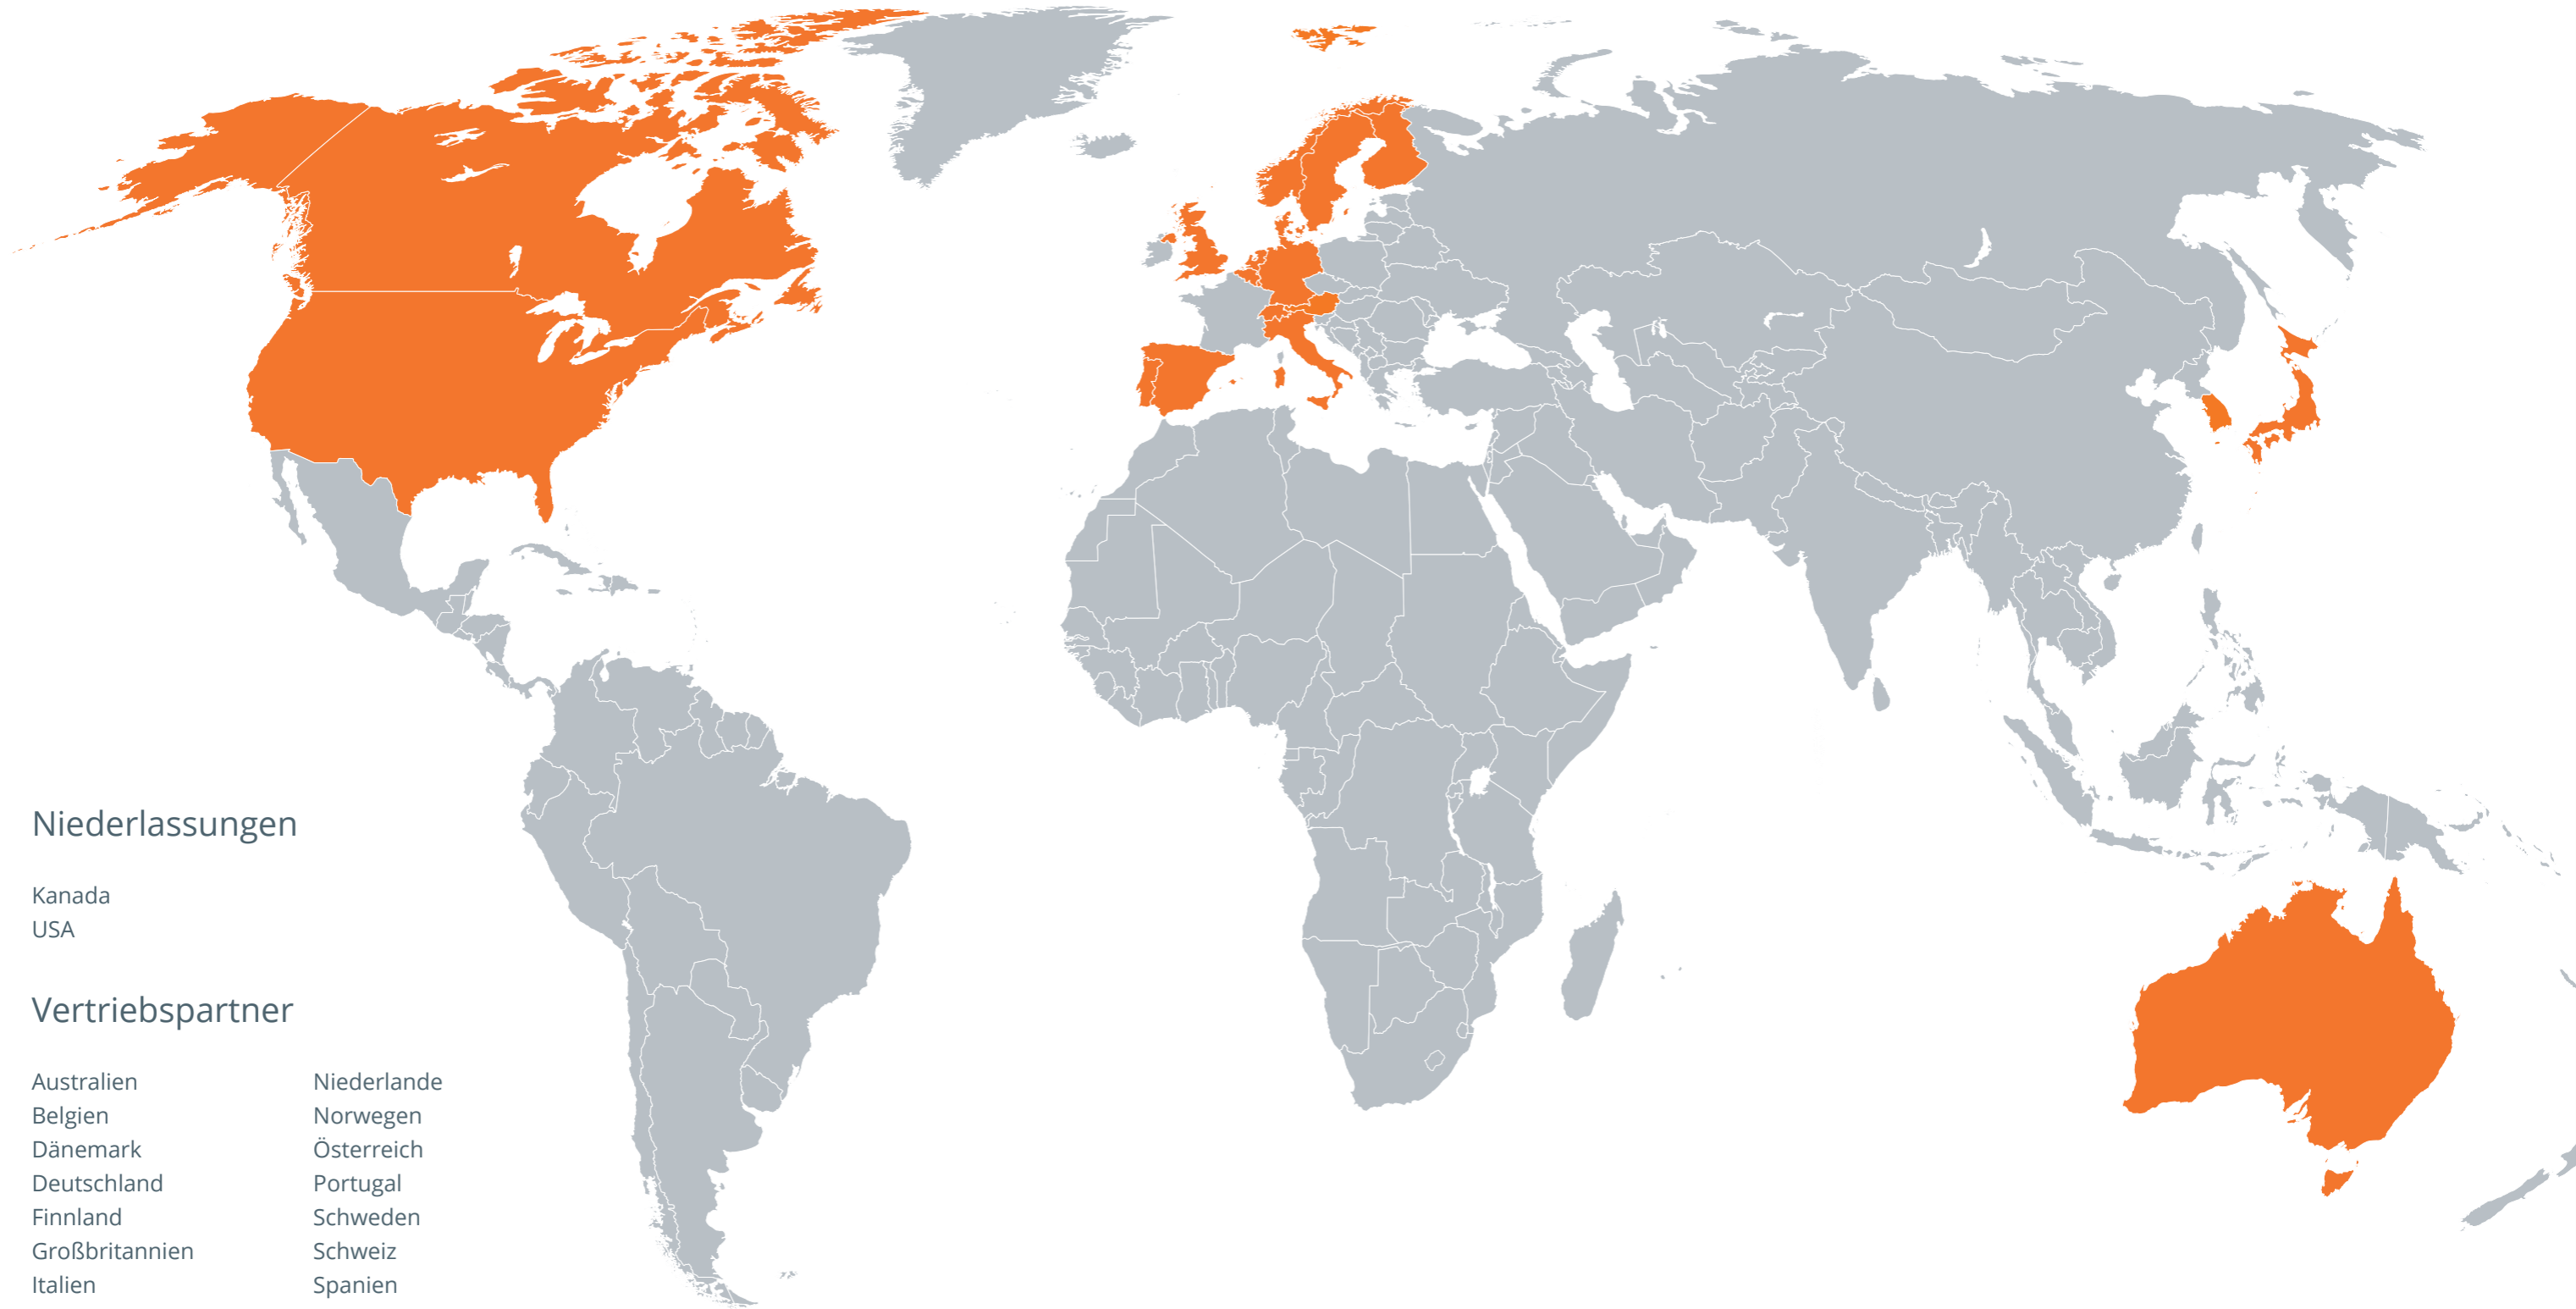 Niederlassungen
Kanada
USA
Vertriebspartner
Australien
Belgien
Dänemark
Deutschland
Finnland
Großbritannien
Italien
Niederlande
Norwegen
Österreich
Portugal
Schweden
Schweiz
Spanien